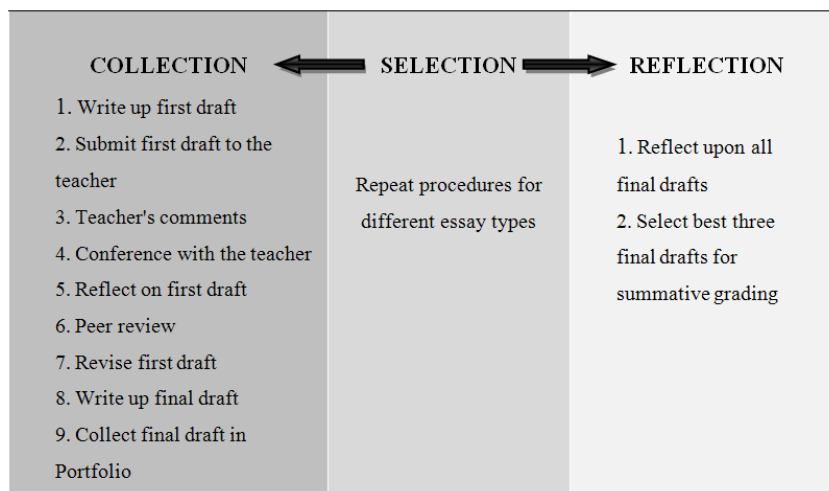 COLLECTION
1. Write up first draft
2. Submit first draft to the
teacher
3. Teacher's comments
4. Conference with the teacher
5. Reflect on first draft
6. Peer review
7. Revise first draft
8. Write up final draft
9. Collect final draft in
Portfolio
SELECTION
Repeat procedures for
different essay types
REFLECTION
1. Reflect upon all
final drafts
2. Select best three
final drafts for
summative grading